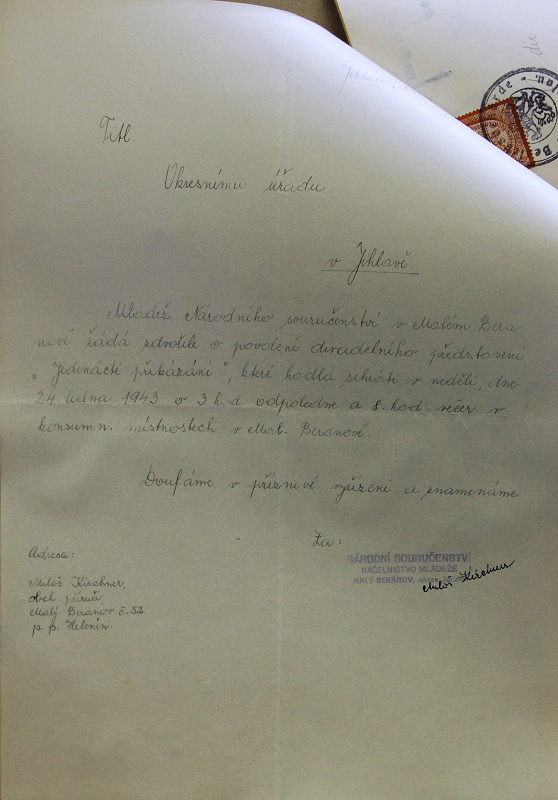 Titl.
Okresnímu úřadu
v Jihlavě.
Mládež Národního souručenství v Malém Bera-
nově žádá zdvořile o povolení divadelního představení
"Jedenácté přikázání", které hodlá sehráti v neděli, dne
24. ledna 1943 o 3 hod. odpoledne a 8. hod. večer v
konsumn. místnostech v Mal. Beranově.
Doufáme v příznivé vyřízení a znamenáme
Za:
NÁRODNÍ SOURUČENSTVÍ
NÁČELNICTVO MLÁDEŽE
MALÝ BERANOV,
Miloš Kirchner
Adresa:
Miloš Kirchner,
obch. příručí,
Malý Beranov č. 52.
p. p. Helenín.